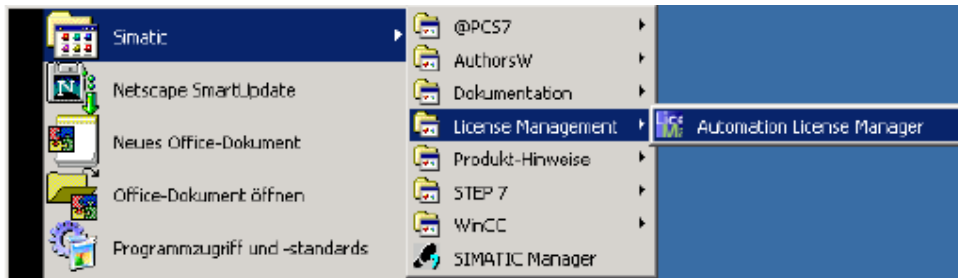 Simatic
Netscape SmartUpdate
Neues Office-Dokument
Office-Dokument öffnen
Programmzugriff und -standards
@PCS7
AuthorsW
Dokumentation
License Management
Produkt-Hinweise
STEP 7
WinCC
SIMATIC Manager
Automation License Manager